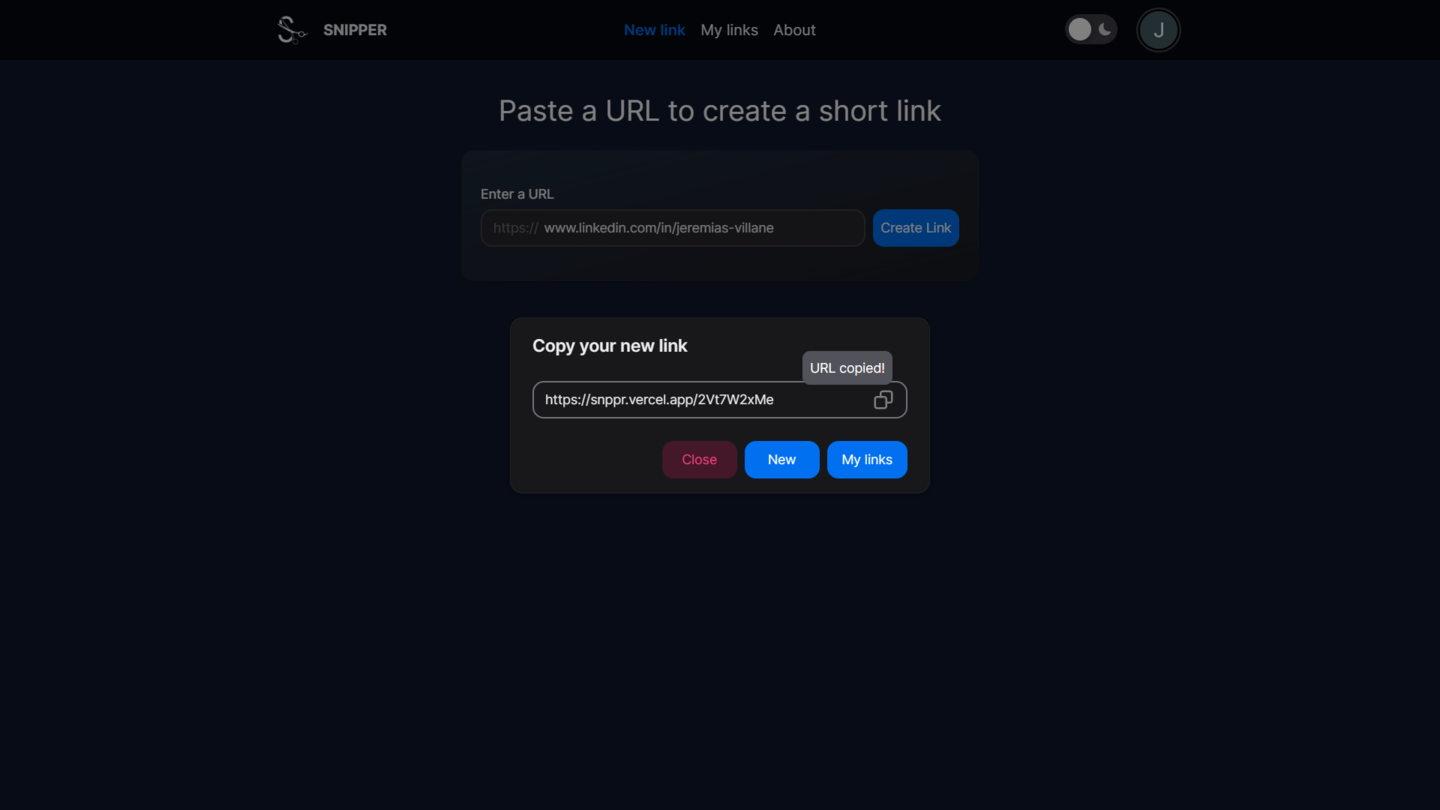 SNIPPER
New link My links About
J
Paste a URL to create a short link
Enter a URL
https:// www.linkedin.com/in/jeremias-villane
Create Link
Copy your new link
URL copied!
https://snppr.vercel.app/2Vt7W2xMe
Close New My links